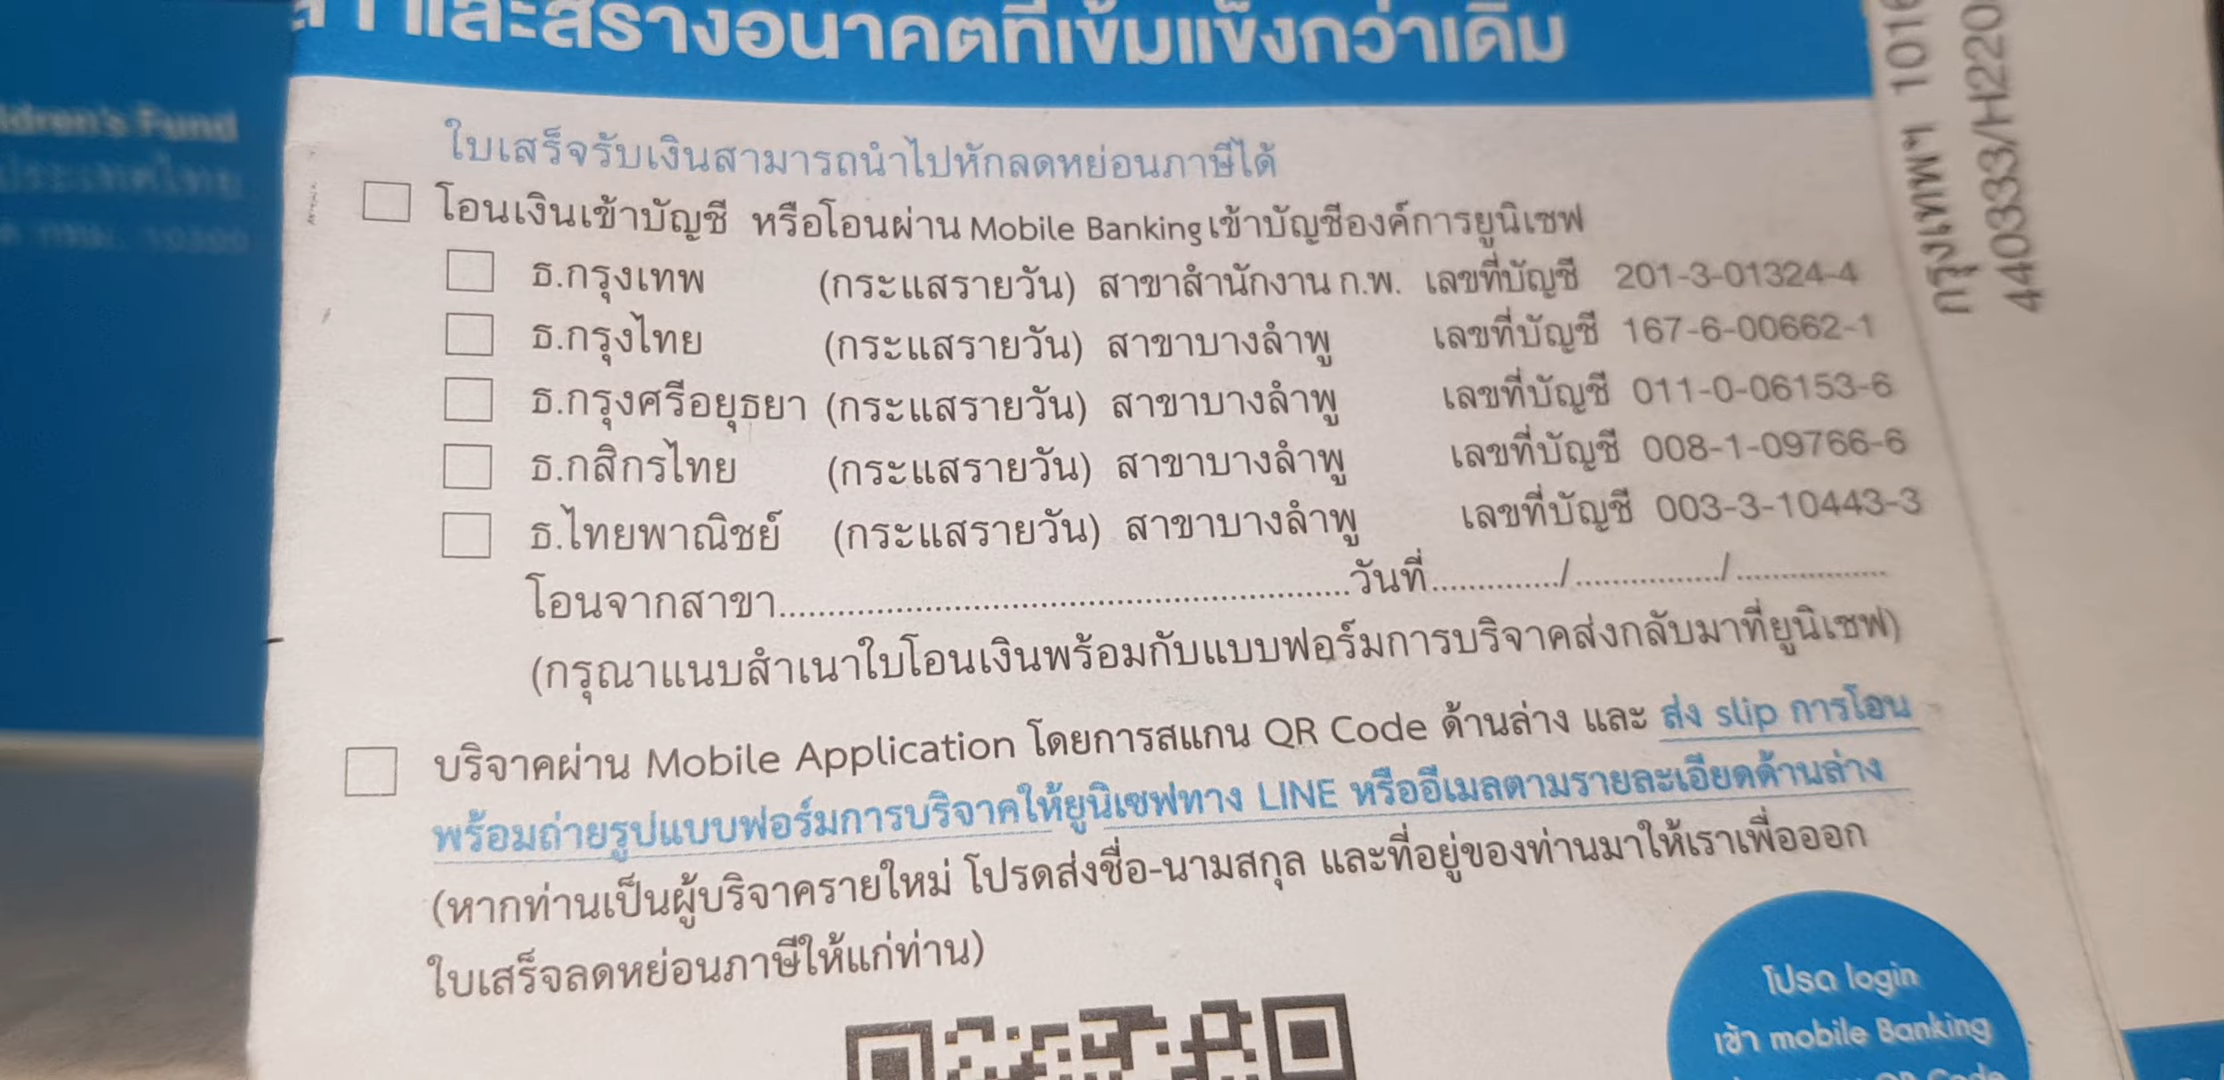 และสร้างอนาคตที่เข้มแข็งกว่าเดิม
ldren's Fund
ประเทศไทย
กทม. 10300
กรุงเทพฯ 1016
440333/H220
ใบเสร็จรับเงินสามารถนำไปหักลดหย่อนภาษีได้
โอนเงินเข้าบัญชี หรือโอนผ่าน Mobile Banking เข้าบัญชีองค์การยูนิเซฟ
ธ.กรุงเทพ (กระแสรายวัน) สาขาสำนักงาน ก.พ. เลขที่บัญชี 201-3-01324-4
ธ.กรุงไทย (กระแสรายวัน) สาขาบางลำพู เลขที่บัญชี 167-6-00662-1
ธ.กรุงศรีอยุธยา (กระแสรายวัน) สาขาบางลำพู เลขที่บัญชี 011-0-06153-6
ธ.กสิกรไทย (กระแสรายวัน) สาขาบางลำพู เลขที่บัญชี 008-1-09766-6
ธ.ไทยพาณิชย์ (กระแสรายวัน) สาขาบางลำพู เลขที่บัญชี 003-3-10443-3
โอนจากสาขา..........................................................วันที่............./.............../................
(กรุณาแนบสำเนาใบโอนเงินพร้อมกับแบบฟอร์มการบริจาคส่งกลับมาที่ยูนิเซฟ)
บริจาคผ่าน Mobile Application โดยการสแกน QR Code ด้านล่าง และ ส่ง slip การโอน
พร้อมถ่ายรูปแบบฟอร์มการบริจาคให้ยูนิเซฟทาง LINE หรืออีเมลตามรายละเอียดด้านล่าง
(หากท่านเป็นผู้บริจาครายใหม่ โปรดส่งชื่อ-นามสกุล และที่อยู่ของท่านมาให้เราเพื่อออก
ใบเสร็จลดหย่อนภาษีให้แก่ท่าน)
โปรด login
เข้า mobile Banking
QR Code